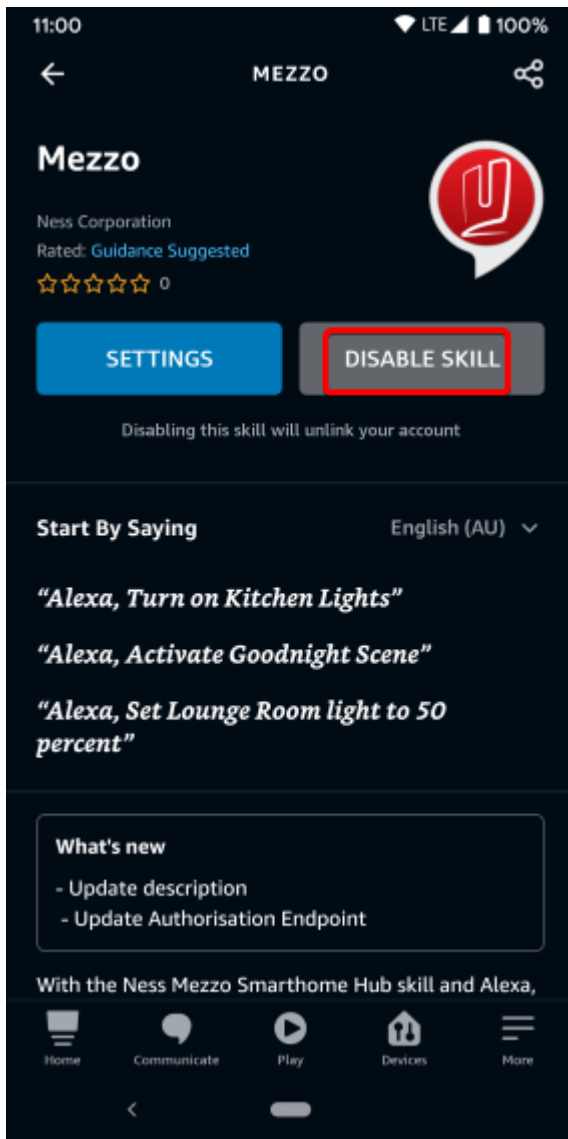 11:00 LTE 100%
MEZZO
Mezzo
Ness Corporation
Rated: Guidance Suggested
0
SETTINGS DISABLE SKILL
Disabling this skill will unlink your account
Start By Saying English (AU)
“Alexa, Turn on Kitchen Lights”
“Alexa, Activate Goodnight Scene”
“Alexa, Set Lounge Room light to 50
percent”
What's new
- Update description
- Update Authorisation Endpoint
With the Ness Mezzo Smarthome Hub skill and Alexa,
Home Communicate Play Devices More